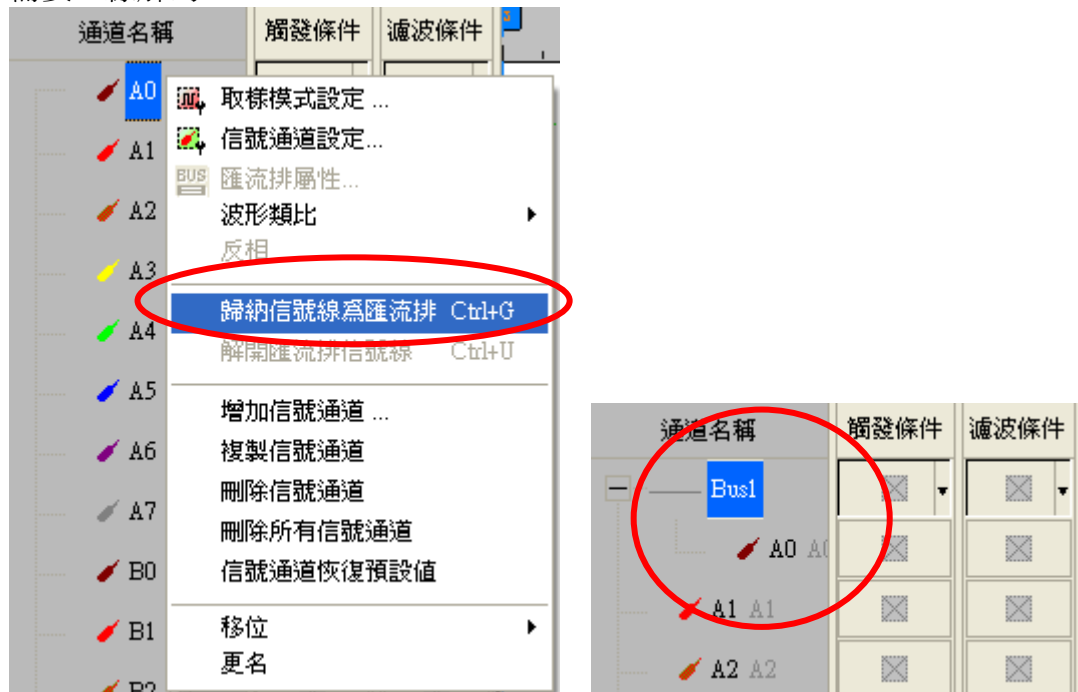 通道名稱 觸發條件 濾波條件
A0
A1
A2
A3
A4
A5
A6
A7
B0
B1
B2
取樣模式設定 ...
信號通道設定...
BUS 匯流排屬性...
波形類比
反相
歸納信號線為匯流排 Ctrl+G
解開匯流排信號線 Ctrl+U
增加信號通道 ...
複製信號通道
刪除信號通道
刪除所有信號通道
信號通道恢復預設值
移位
更名
通道名稱 觸發條件 濾波條件
Bus1
A0 A0
A1 A1
A2 A2